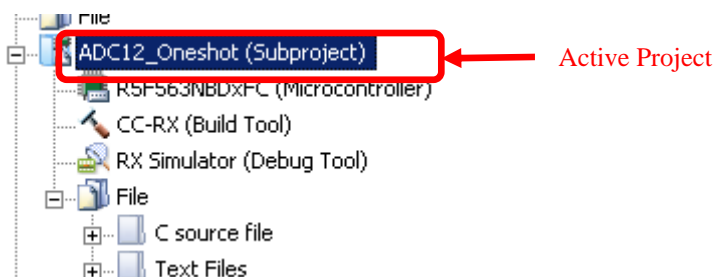 File
ADC12_Oneshot (Subproject)
Active Project
R5F563NBDxFC (Microcontroller)
CC-RX (Build Tool)
RX Simulator (Debug Tool)
File
C source file
Text Files